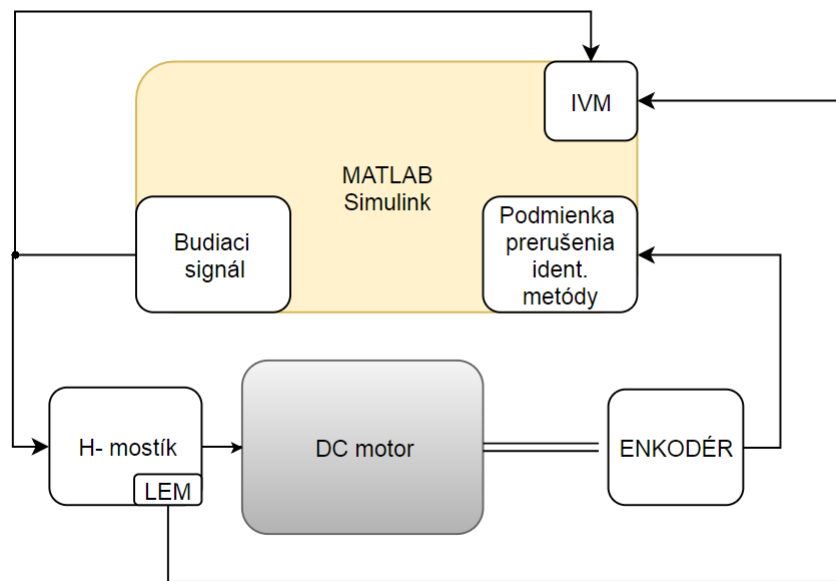 IVM
MATLAB
Simulink
Budiaci
signál
Podmienka
prerušenia
ident.
metódy
H- mostík
LEM
DC motor
ENKODÉR